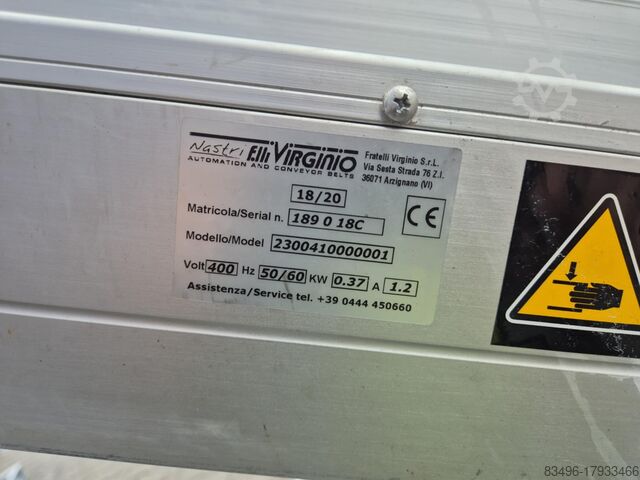 Nastri F.lli VIRGINIO
AUTOMATION AND CONVEYOR BELTS
Fratelli Virginio S.r.L.
Via Sesta Strada 76 Z.I.
36071 Arzignano (VI)
18/20
Matricola/Serial n. 189 0 18C
CE
Modello/Model 2300410000001
Volt 400 Hz 50/60 KW 0.37 A 1.2
Assistenza/Service tel. +39 0444 450660
83496-17933466